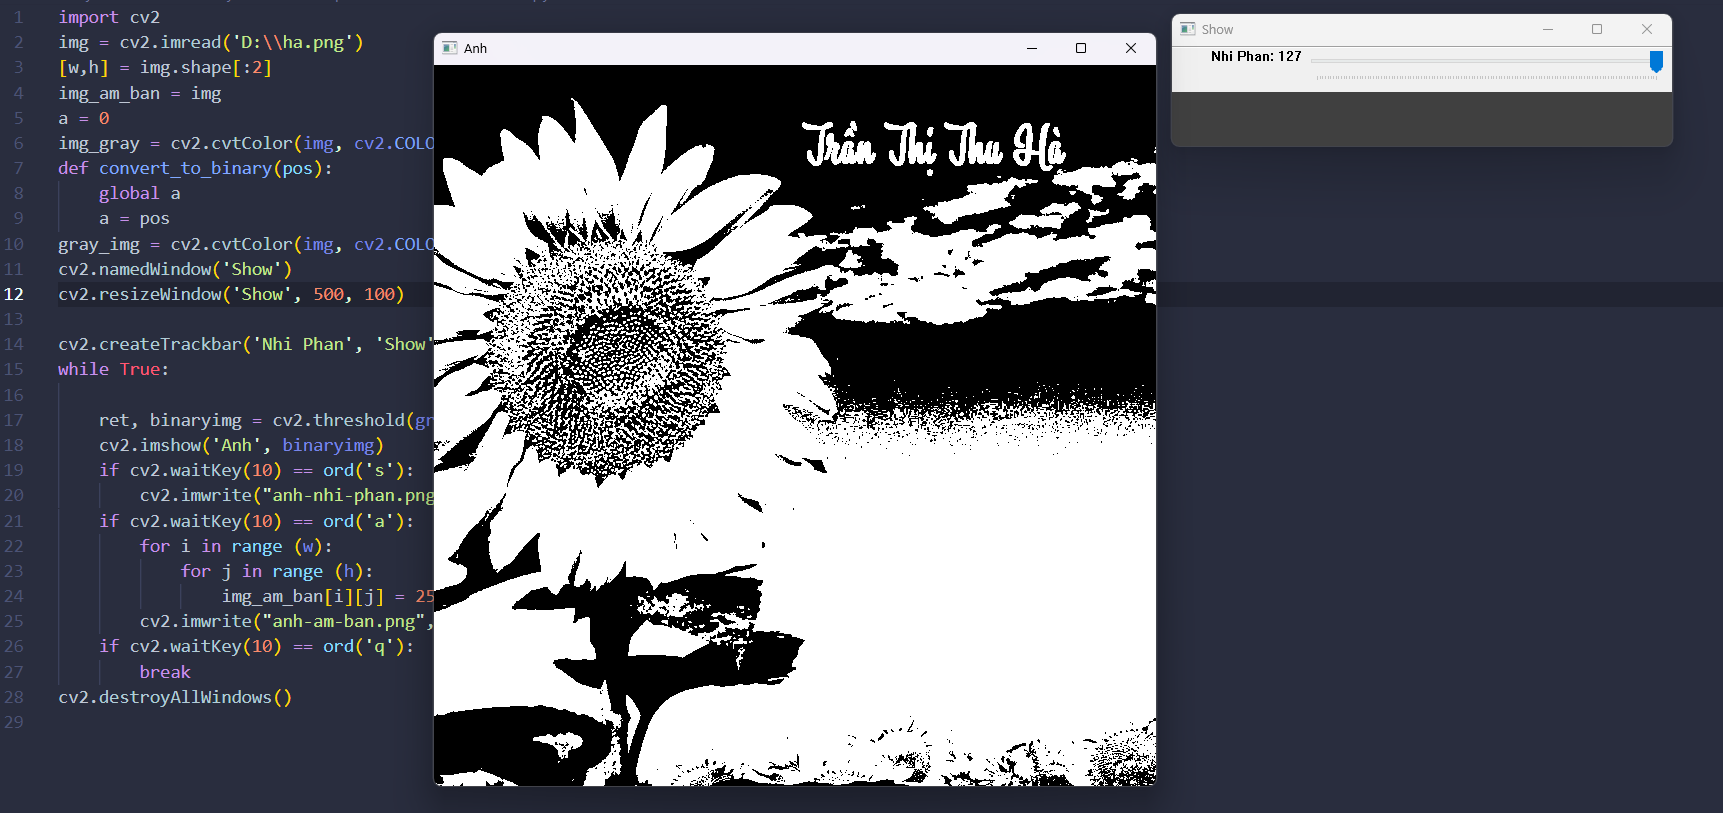 1 import cv2
2 img = cv2.imread('D:\\ha.png')
3 [w,h] = img.shape[:2]
4 img_am_ban = img
5 a = 0
6 img_gray = cv2.cvtColor(img, cv2.COLO
7 def convert_to_binary(pos):
8 global a
9 a = pos
10 gray_img = cv2.cvtColor(img, cv2.COLO
11 cv2.namedWindow('Show')
12 cv2.resizeWindow('Show', 500, 100)
13
14 cv2.createTrackbar('Nhi Phan', 'Show'
15 while True:
16
17 ret, binaryimg = cv2.threshold(gr
18 cv2.imshow('Anh', binaryimg)
19 if cv2.waitKey(10) == ord('s'):
20 cv2.imwrite("anh-nhi-phan.png
21 if cv2.waitKey(10) == ord('a'):
22 for i in range (w):
23 for j in range (h):
24 img_am_ban[i][j] = 25
25 cv2.imwrite("anh-am-ban.png",
26 if cv2.waitKey(10) == ord('q'):
27 break
28 cv2.destroyAllWindows()
29
Anh
Trần Thị Thu Hà
Show
Nhi Phan: 127